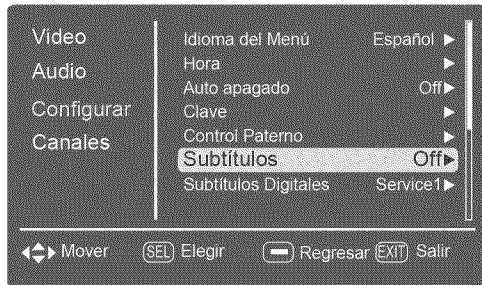 Video
Audio
Configurar
Canales
Idioma del Menú Español
Hora
Auto apagado Off
Clave
Control Paterno
Subtítulos Off
Subtítulos Digitales Service1
Mover SEL Elegir Regresar EXIT Salir